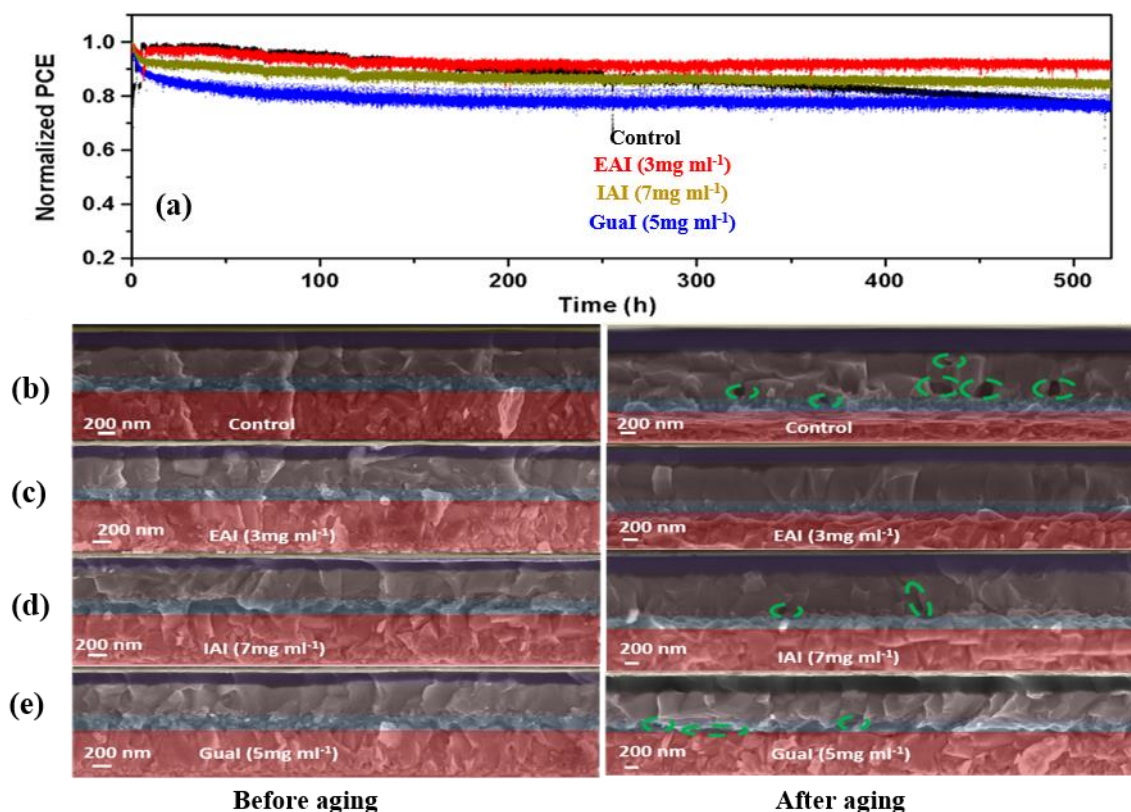 Normalized PCE
1.0
0.8
0.6
0.4
0.2
(a)
Control
EAI (3mg ml⁻¹)
IAI (7mg ml⁻¹)
GuaI (5mg ml⁻¹)
0 100 200 300 400 500
Time (h)
(b)
200 nm
Control
200 nm
Control
(c)
200 nm
EAI (3mg ml⁻¹)
200 nm
EAI (3mg ml⁻¹)
(d)
200 nm
IAI (7mg ml⁻¹)
200 nm
IAI (7mg ml⁻¹)
(e)
200 nm
GuaI (5mg ml⁻¹)
200 nm
GuaI (5mg ml⁻¹)
Before aging
After aging